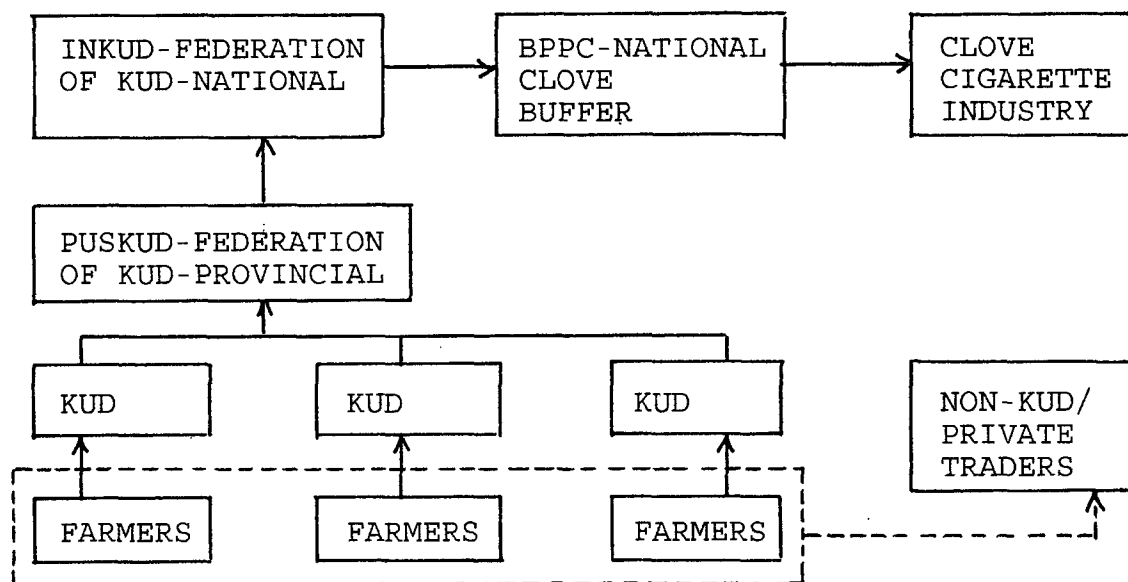 INKUD-FEDERATION
OF KUD-NATIONAL
BPPC-NATIONAL
CLOVE
BUFFER
CLOVE
CIGARETTE
INDUSTRY
PUSKUD-FEDERATION
OF KUD-PROVINCIAL
KUD
KUD
KUD
NON-KUD/
PRIVATE
TRADERS
FARMERS
FARMERS
FARMERS